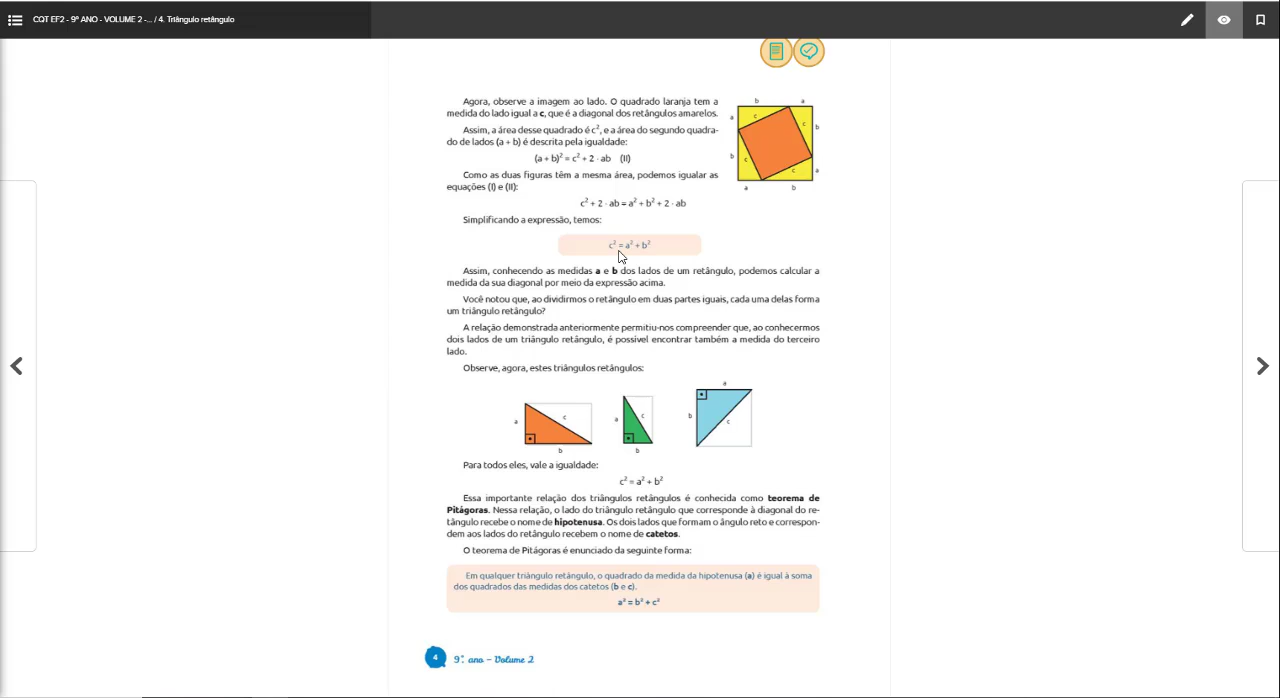 CQT EF2 - 9º ANO - VOLUME 2 -... / 4. Triângulo retângulo
Agora, observe a imagem ao lado. O quadrado laranja tem a
medida do lado igual a c, que é a diagonal dos retângulos amarelos.
Assim, a área desse quadrado é c², e a área do segundo quadra-
do de lados (a + b) é descrita pela igualdade:
(a + b)² = c² + 2 · ab (II)
Como as duas figuras têm a mesma área, podemos igualar as
equações (I) e (II):
b a
a c
c b
b c
c a
a b
c² + 2 · ab = a² + b² + 2 · ab
Simplificando a expressão, temos:
c² = a² + b²
Assim, conhecendo as medidas a e b dos lados de um retângulo, podemos calcular a
medida da sua diagonal por meio da expressão acima.
Você notou que, ao dividirmos o retângulo em duas partes iguais, cada uma delas forma
um triângulo retângulo?
A relação demonstrada anteriormente permitiu-nos compreender que, ao conhecermos
dois lados de um triângulo retângulo, é possível encontrar também a medida do terceiro
lado.
Observe, agora, estes triângulos retângulos:
a c b
a c b
a b c
Para todos eles, vale a igualdade:
c² = a² + b²
Essa importante relação dos triângulos retângulos é conhecida como teorema de
Pitágoras. Nessa relação, o lado do triângulo retângulo que corresponde à diagonal do re-
tângulo recebe o nome de hipotenusa. Os dois lados que formam o ângulo reto e correspon-
dem aos lados do retângulo recebem o nome de catetos.
O teorema de Pitágoras é enunciado da seguinte forma:
Em qualquer triângulo retângulo, o quadrado da medida da hipotenusa (a) é igual à soma
dos quadrados das medidas dos catetos (b e c).
a² = b² + c²
4 9º. ano – Volume 2